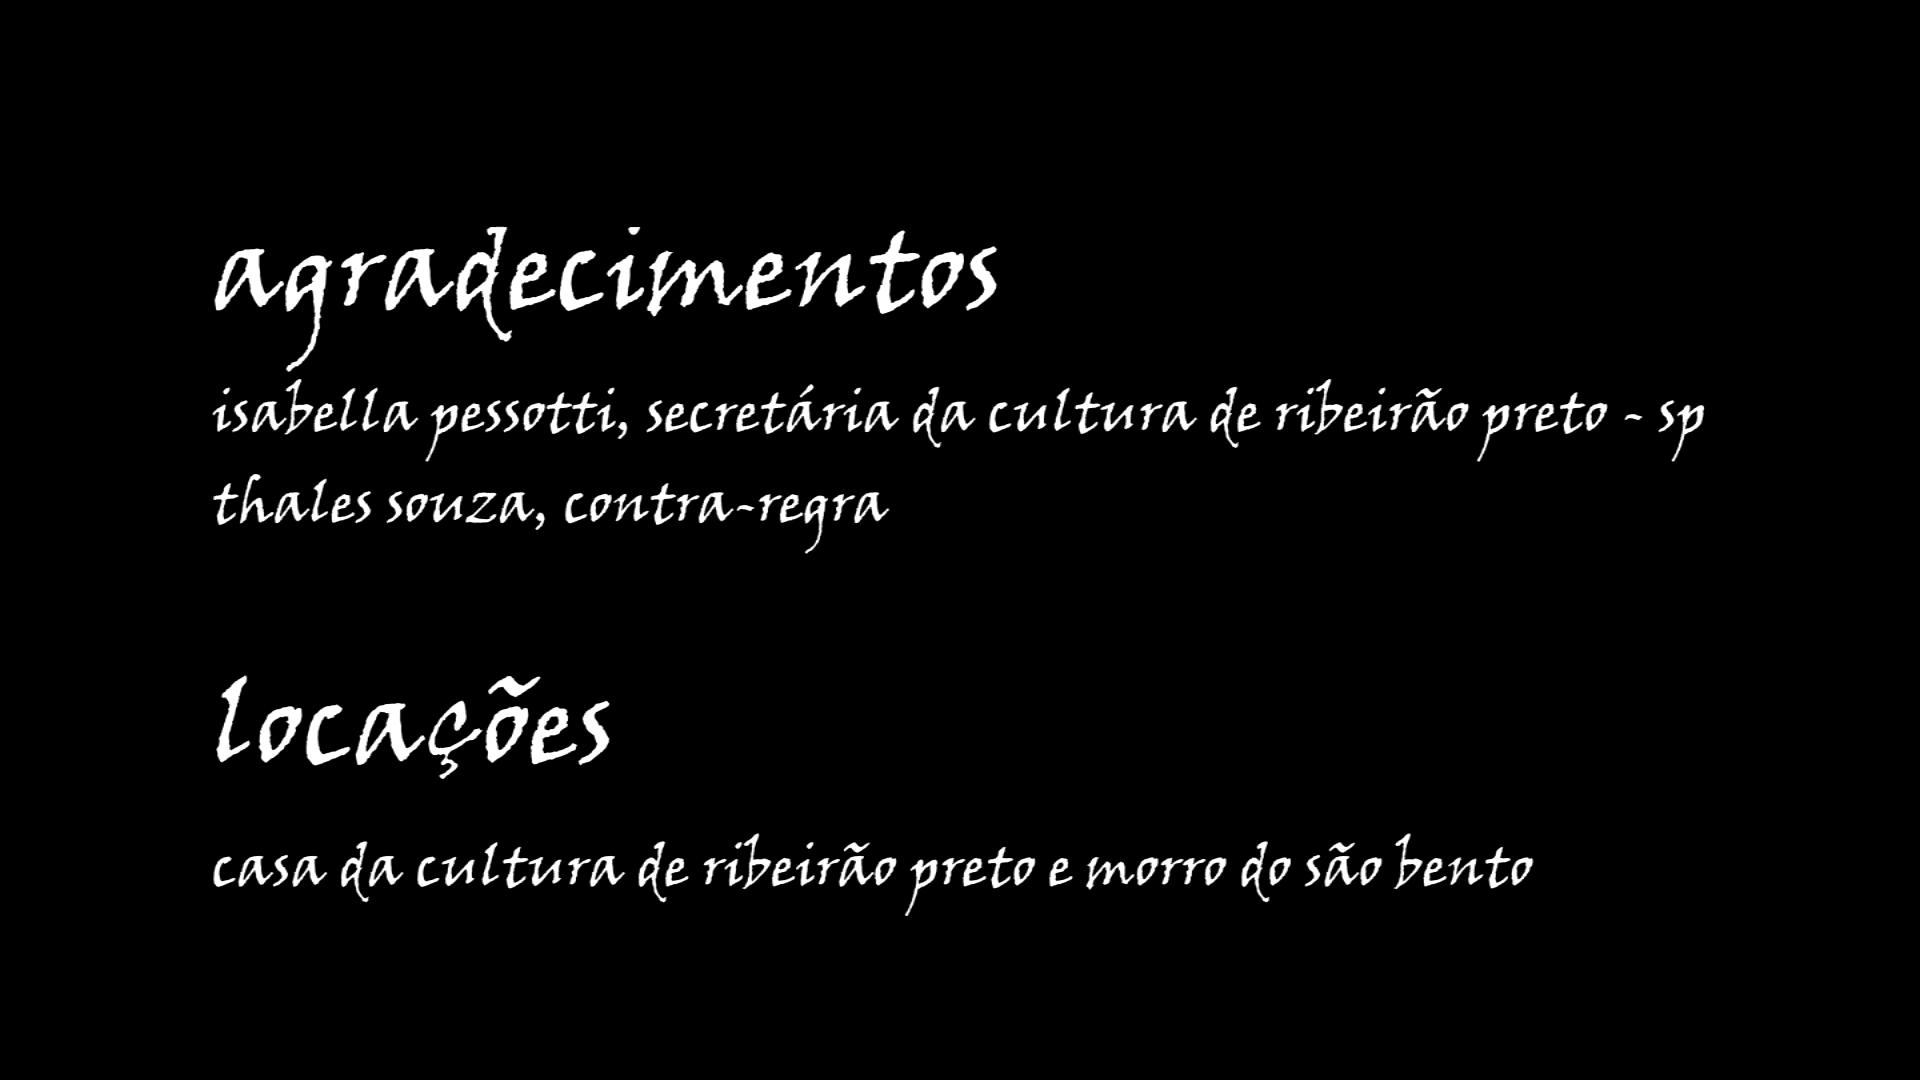 agradecimentos
isabella pessotti, secretária da cultura de ribeirão preto - sp
thales souza, contra-regra
locações
casa da cultura de ribeirão preto e morro do são bento